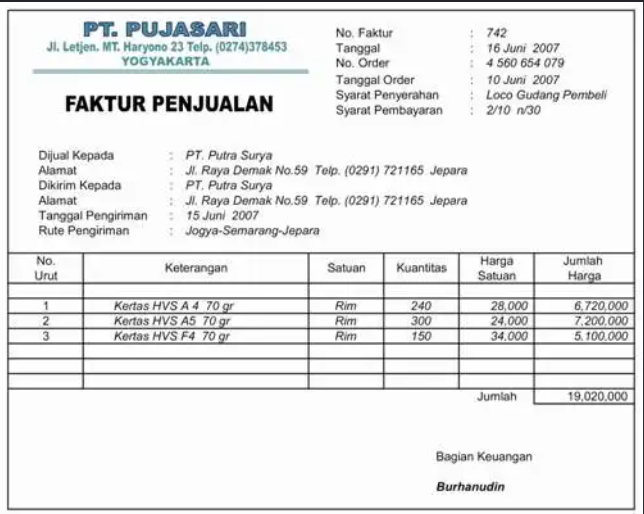 PT. PUJASARI
Jl. Letjen. MT. Haryono 23 Telp. (0274)378453
YOGYAKARTA
FAKTUR PENJUALAN
No. Faktur : 742
Tanggal : 16 Juni 2007
No. Order : 4 560 654 079
Tanggal Order : 10 Juni 2007
Syarat Penyerahan : Loco Gudang Pembeli
Syarat Pembayaran : 2/10 n/30
Dijual Kepada : PT. Putra Surya
Alamat : Jl. Raya Demak No.59 Telp. (0291) 721165 Jepara
Dikirim Kepada : PT. Putra Surya
Alamat : Jl. Raya Demak No.59 Telp. (0291) 721165 Jepara
Tanggal Pengiriman : 15 Juni 2007
Rute Pengiriman : Jogya-Semarang-Jepara
No. Urut Keterangan Satuan Kuantitas Harga Satuan Jumlah Harga
1 Kertas HVS A 4 70 gr Rim 240 28,000 6,720,000
2 Kertas HVS A5 70 gr Rim 300 24,000 7,200,000
3 Kertas HVS F4 70 gr Rim 150 34,000 5,100,000
Jumlah 19,020,000
Bagian Keuangan
Burhanudin